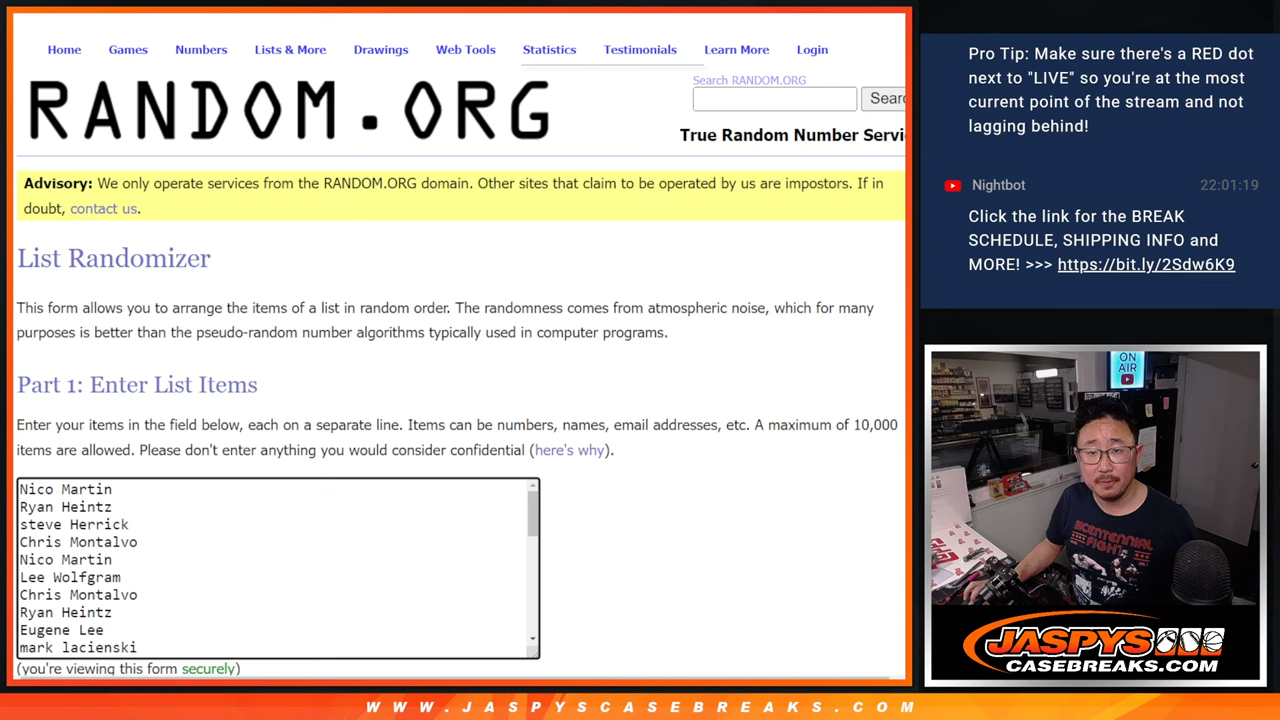 Home Games Numbers Lists & More Drawings Web Tools Statistics Testimonials Learn More Login
RANDOM.ORG
Search RANDOM.ORG
Searc
True Random Number Servi
Advisory: We only operate services from the RANDOM.ORG domain. Other sites that claim to be operated by us are impostors. If in
doubt, contact us.
List Randomizer
This form allows you to arrange the items of a list in random order. The randomness comes from atmospheric noise, which for many
purposes is better than the pseudo-random number algorithms typically used in computer programs.
Part 1: Enter List Items
Enter your items in the field below, each on a separate line. Items can be numbers, names, email addresses, etc. A maximum of 10,000
items are allowed. Please don't enter anything you would consider confidential (here's why).
Nico Martin
Ryan Heintz
steve Herrick
Chris Montalvo
Nico Martin
Lee Wolfgram
Chris Montalvo
Ryan Heintz
Eugene Lee
mark lacienski
(you're viewing this form securely)
Pro Tip: Make sure there's a RED dot
next to "LIVE" so you're at the most
current point of the stream and not
lagging behind!
Nightbot 22:01:19
Click the link for the BREAK
SCHEDULE, SHIPPING INFO and
MORE! >>> https://bit.ly/2Sdw6K9
ON
AIR
BICENTENNIAL
FIGHT
JASPYS
CASEBREAKS.COM
WWW.JASPYSCASEBREAKS.COM